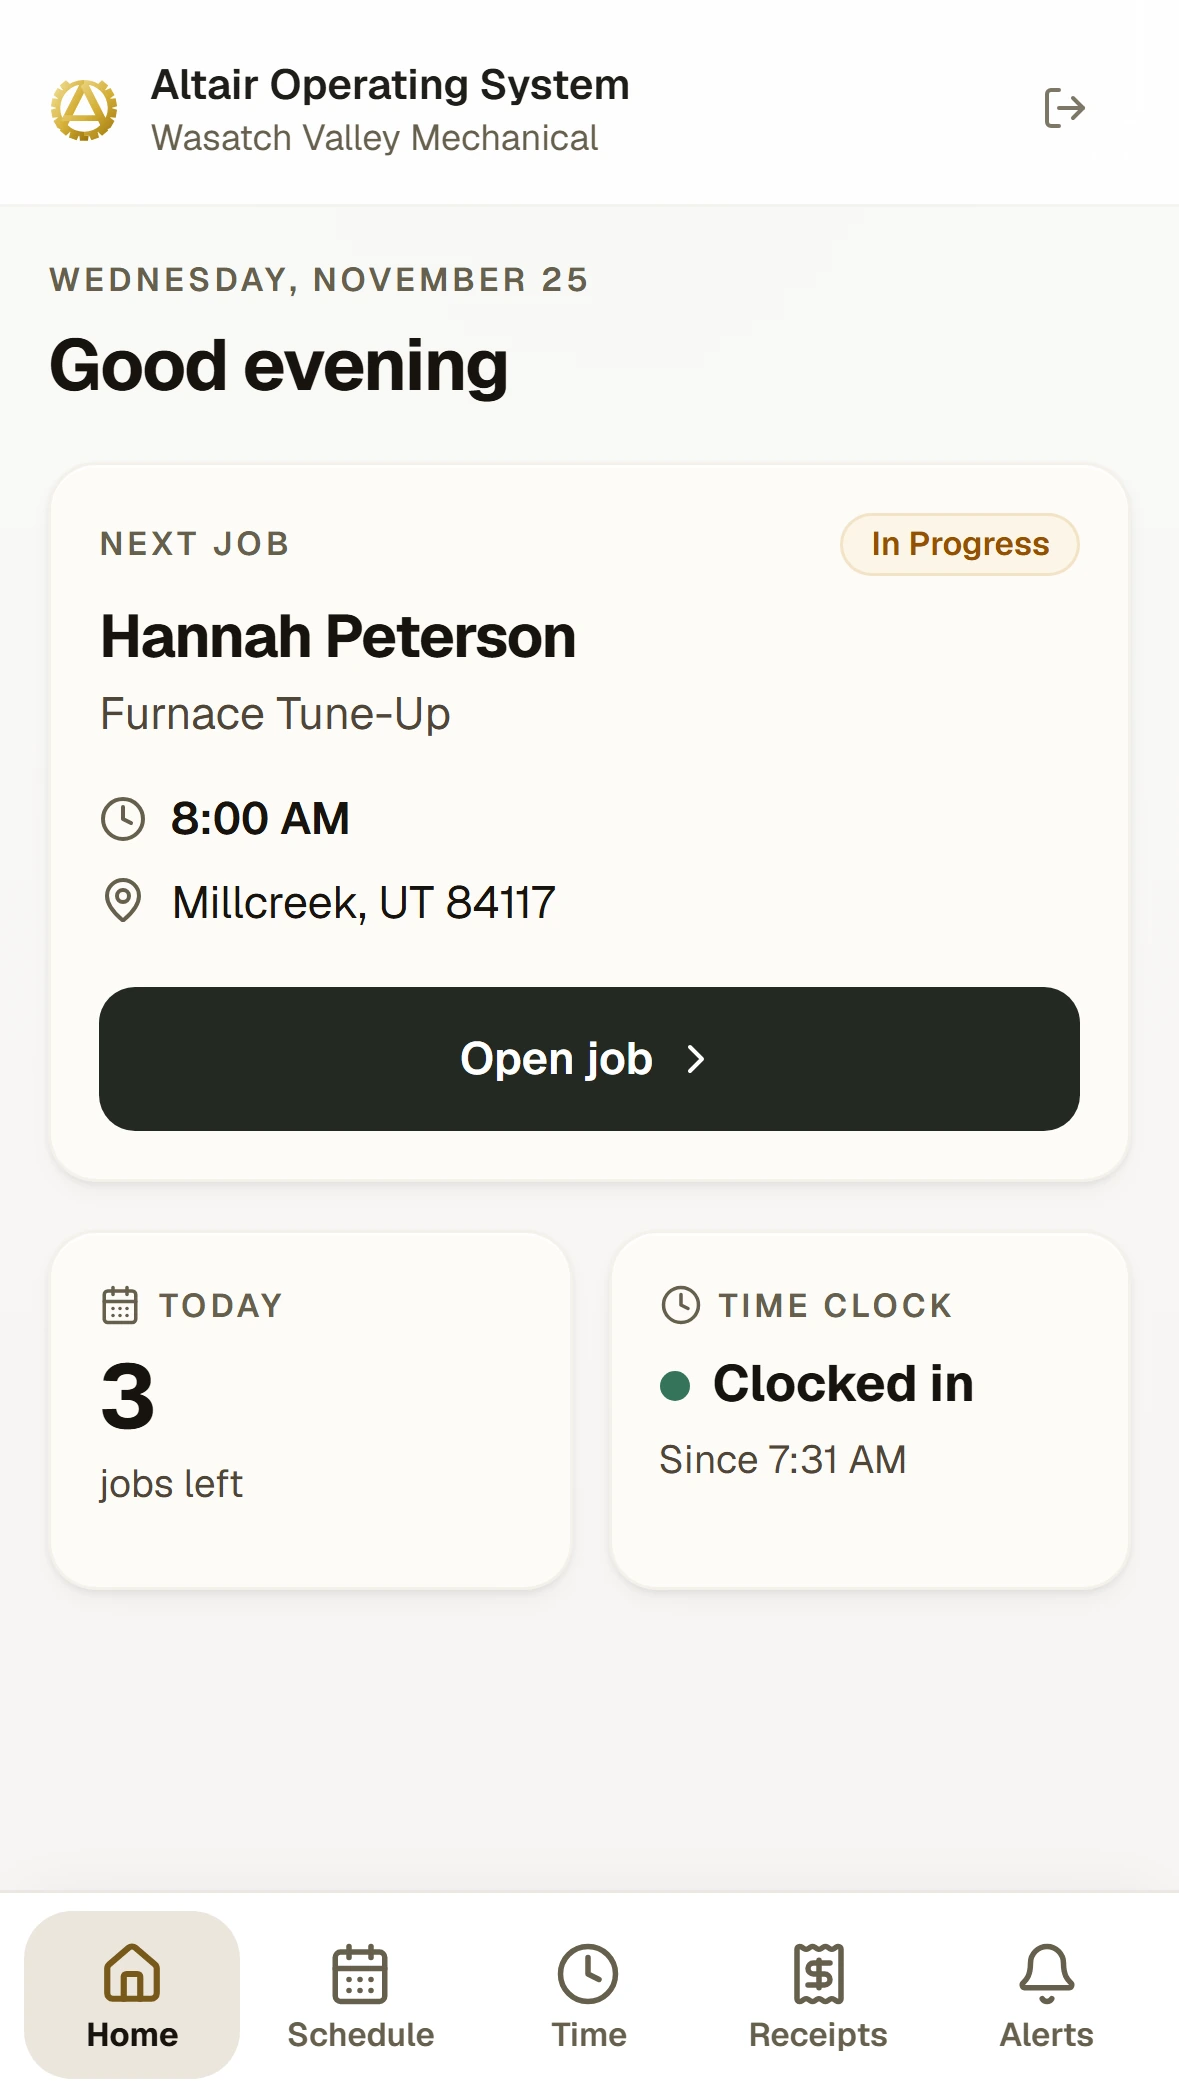 Altair Operating System
Wasatch Valley Mechanical
WEDNESDAY, NOVEMBER 25
Good evening
NEXT JOB
In Progress
Hannah Peterson
Furnace Tune-Up
8:00 AM
Millcreek, UT 84117
Open job
TODAY
3
jobs left
TIME CLOCK
Clocked in
Since 7:31 AM
Home
Schedule
Time
Receipts
Alerts